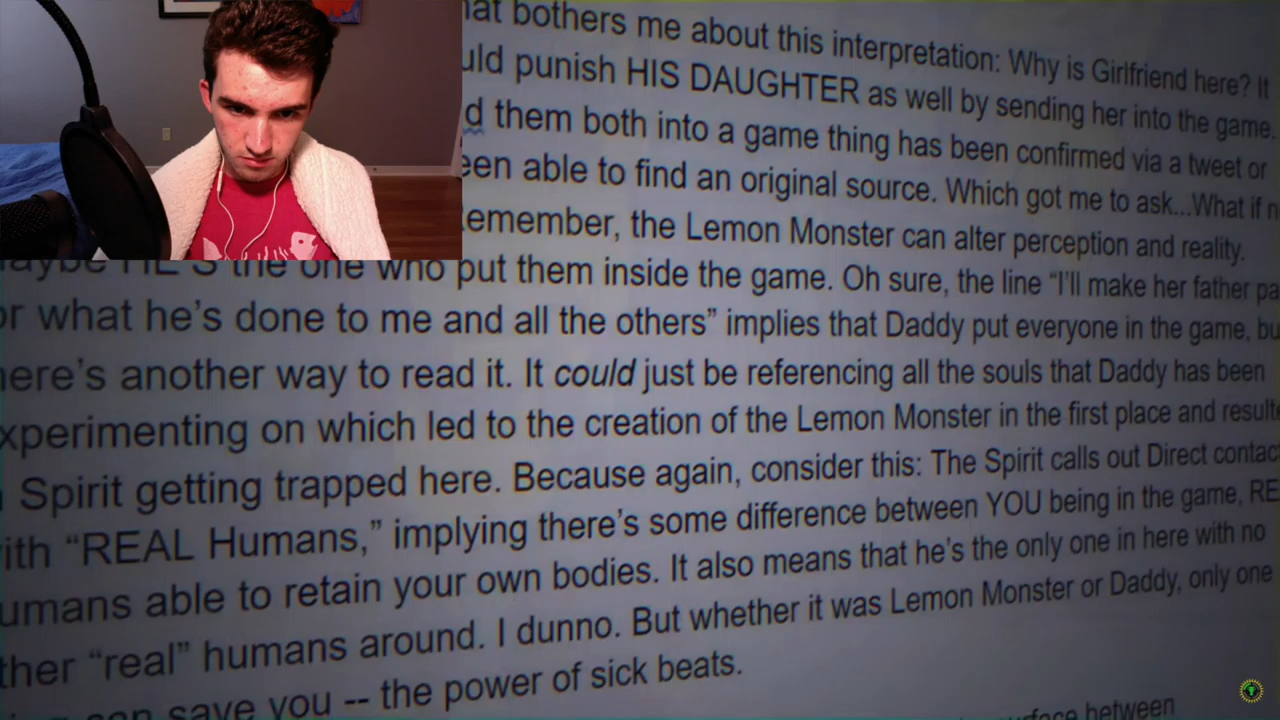 hat bothers me about this interpretation: Why is Girlfriend here? It
uld punish HIS DAUGHTER as well by sending her into the game.
d them both into a game thing has been confirmed via a tweet or
een able to find an original source. Which got me to ask...What if
emember, the Lemon Monster can alter perception and reality.
aybe HE'S the one who put them inside the game. Oh sure, the line “I'll make her father pa
or what he's done to me and all the others” implies that Daddy put everyone in the game, bu
here's another way to read it. It could just be referencing all the souls that Daddy has been
xperimenting on which led to the creation of the Lemon Monster in the first place and result
Spirit getting trapped here. Because again, consider this: The Spirit calls out Direct contac
ith “REAL Humans,” implying there's some difference between YOU being in the game, RE
umans able to retain your own bodies. It also means that he's the only one in here with no
ther “real” humans around. I dunno. But whether it was Lemon Monster or Daddy, only one
can save you -- the power of sick beats.
between